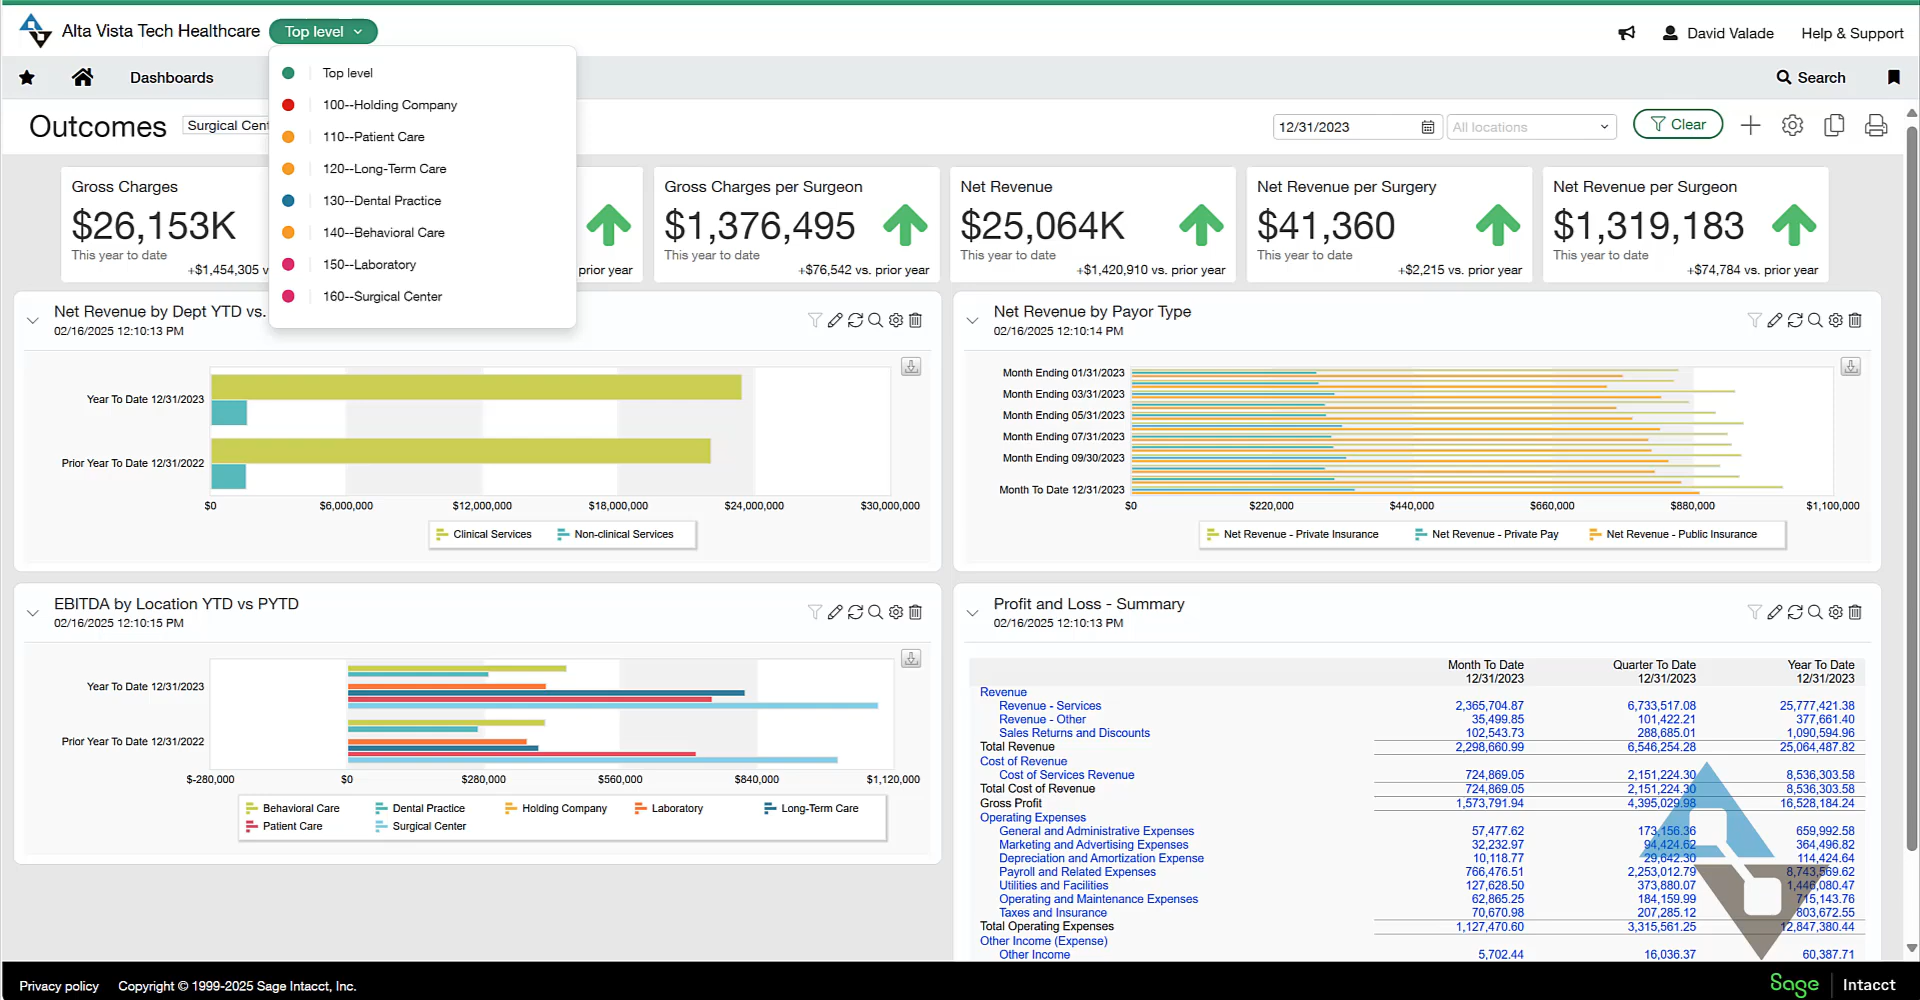 Alta Vista Tech Healthcare
Top level
David Valade
Help & Support
Dashboards
Search
Top level
100--Holding Company
110--Patient Care
120--Long-Term Care
130--Dental Practice
140--Behavioral Care
150--Laboratory
160--Surgical Center
Outcomes
Surgical Cent
12/31/2023
All locations
Clear
Gross Charges
$26,153K
This year to date
+$1,454,305 v
prior year
Gross Charges per Surgeon
$1,376,495
This year to date
+$76,542 vs. prior year
Net Revenue
$25,064K
This year to date
+$1,420,910 vs. prior year
Net Revenue per Surgery
$41,360
This year to date
+$2,215 vs. prior year
Net Revenue per Surgeon
$1,319,183
This year to date
+$74,784 vs. prior year
Net Revenue by Dept YTD vs.
02/16/2025 12:10:13 PM
Year To Date 12/31/2023
Prior Year To Date 12/31/2022
$0 $6,000,000 $12,000,000 $18,000,000 $24,000,000 $30,000,000
Clinical Services Non-clinical Services
Net Revenue by Payor Type
02/16/2025 12:10:14 PM
Month Ending 01/31/2023
Month Ending 03/31/2023
Month Ending 05/31/2023
Month Ending 07/31/2023
Month Ending 09/30/2023
Month To Date 12/31/2023
$0 $220,000 $440,000 $660,000 $880,000 $1,100,000
Net Revenue - Private Insurance Net Revenue - Private Pay Net Revenue - Public Insurance
EBITDA by Location YTD vs PYTD
02/16/2025 12:10:15 PM
Year To Date 12/31/2023
Prior Year To Date 12/31/2022
$-280,000 $0 $280,000 $560,000 $840,000 $1,120,000
Behavioral Care Dental Practice Holding Company Laboratory Long-Term Care
Patient Care Surgical Center
Profit and Loss - Summary
02/16/2025 12:10:13 PM
Month To Date Quarter To Date Year To Date
12/31/2023 12/31/2023 12/31/2023
Revenue
Revenue - Services 2,365,704.87 6,733,517.08 25,777,421.38
Revenue - Other 35,499.85 101,422.21 377,661.40
Sales Returns and Discounts 102,543.73 288,685.01 1,090,594.96
Total Revenue 2,298,660.99 6,546,254.28 25,064,487.82
Cost of Revenue
Cost of Services Revenue 724,869.05 2,151,224.30 8,536,303.58
Total Cost of Revenue 724,869.05 2,151,224.30 8,536,303.58
Gross Profit 1,573,791.94 4,395,029.98 16,528,184.24
Operating Expenses
General and Administrative Expenses 57,477.62 173,156.36 659,992.58
Marketing and Advertising Expenses 32,232.97 94,424.62 364,496.82
Depreciation and Amortization Expense 10,118.77 29,642.30 114,424.64
Payroll and Related Expenses 766,476.51 2,253,012.79 8,743,569.62
Utilities and Facilities 127,628.50 373,880.07 1,446,080.47
Operating and Maintenance Expenses 62,865.25 184,159.99 715,143.76
Taxes and Insurance 70,670.98 207,285.12 803,672.55
Total Operating Expenses 1,127,470.60 3,315,561.25 12,847,380.44
Other Income (Expense)
Other Income 5,702.44 16,036.37 60,387.71
Privacy policy
Copyright © 1999-2025 Sage Intacct, Inc.
Sage Intacct